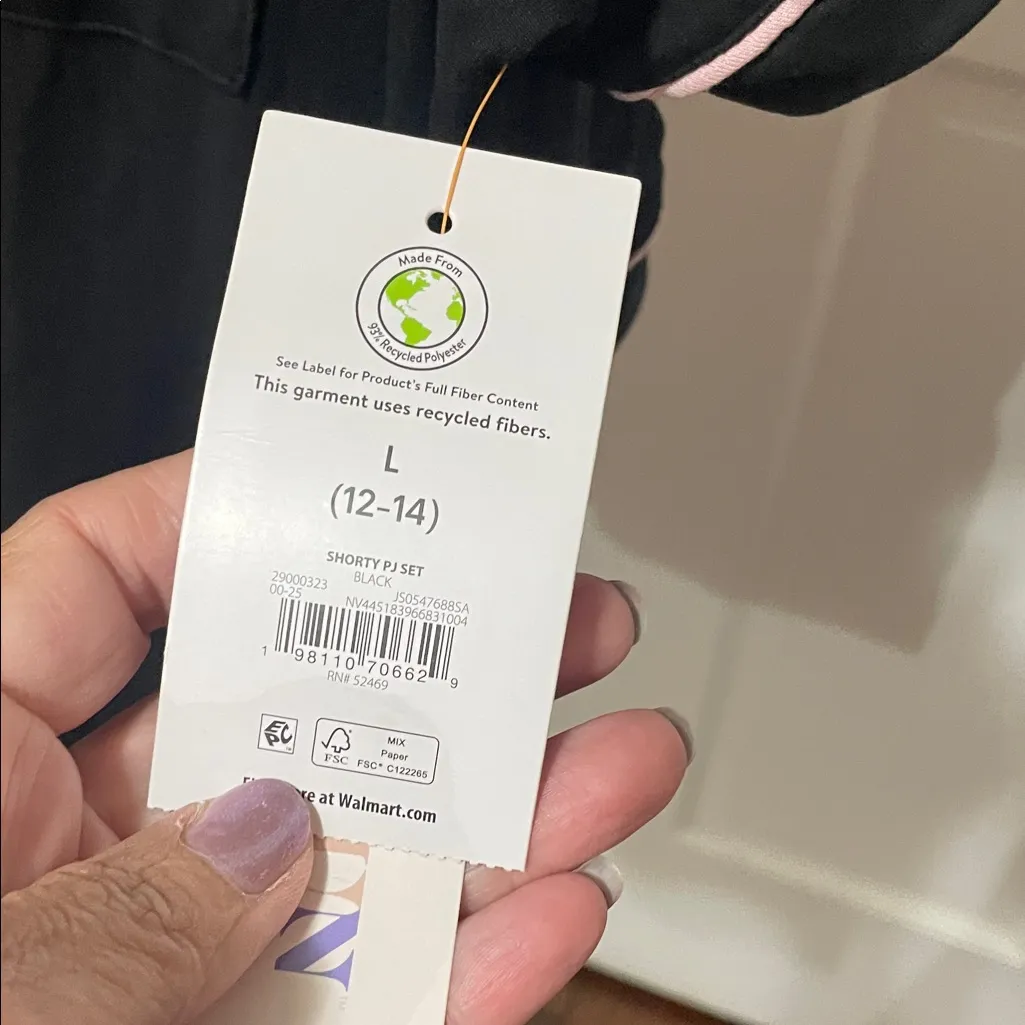 Made From
93% Recycled Polyester
See Label for Product's Full Fiber Content
This garment uses recycled fibers.
L
(12-14)
SHORTY PJ SET
BLACK
29000323 JS0547688SA
00-25 NV445183966831004
1 98110 70662 9
RN# 52469
ECPC™
FSC® MIX
Paper
FSC® C122265
at Walmart.com